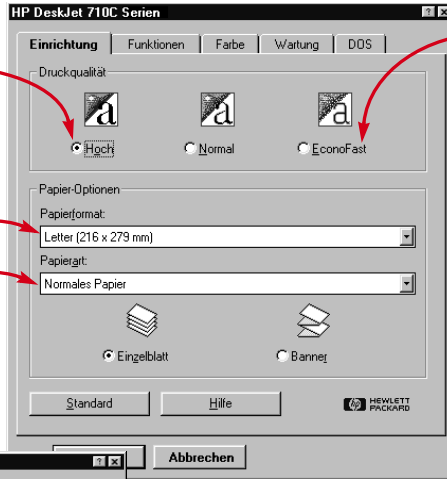 HP DeskJet 710C Serien
Einrichtung Funktionen Farbe Wartung DOS
Druckqualität
Hoch Normal EconoFast
Papier-Optionen
Papierformat:
Letter (216 x 279 mm)
Papierart:
Normales Papier
Einzelblatt Banner
Standard Hilfe HEWLETT
PACKARD
Abbrechen